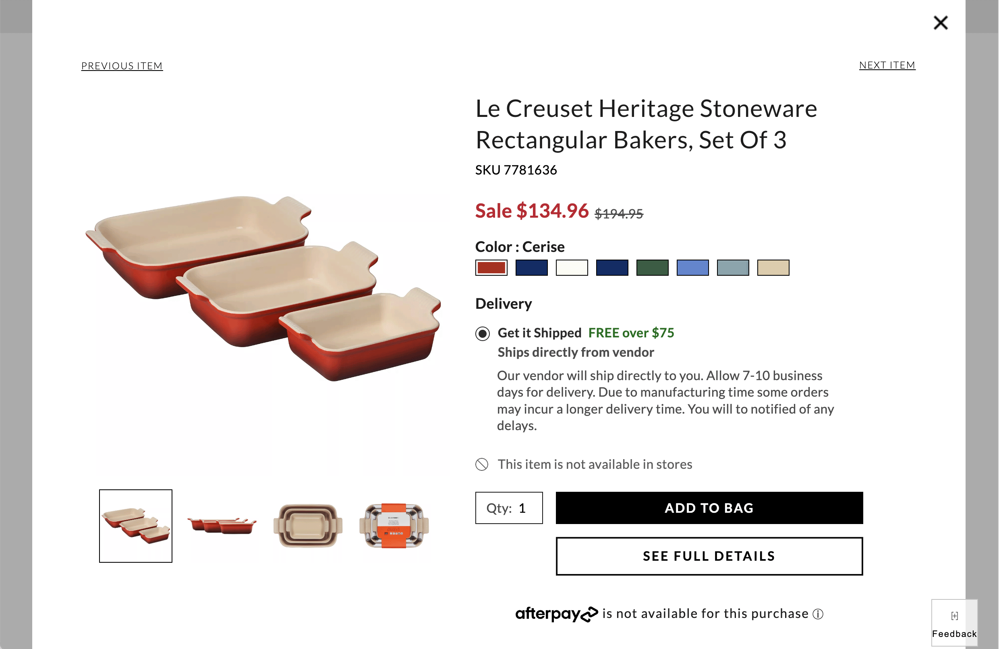 PREVIOUS ITEM
NEXT ITEM
Le Creuset Heritage Stoneware
Rectangular Bakers, Set Of 3
SKU 7781636
Sale $134.96 $194.95
Color : Cerise
Delivery
Get it Shipped FREE over $75
Ships directly from vendor
Our vendor will ship directly to you. Allow 7-10 business
days for delivery. Due to manufacturing time some orders
may incur a longer delivery time. You will to notified of any
delays.
This item is not available in stores
Qty: 1
ADD TO BAG
SEE FULL DETAILS
afterpay is not available for this purchase
[+]
Feedback